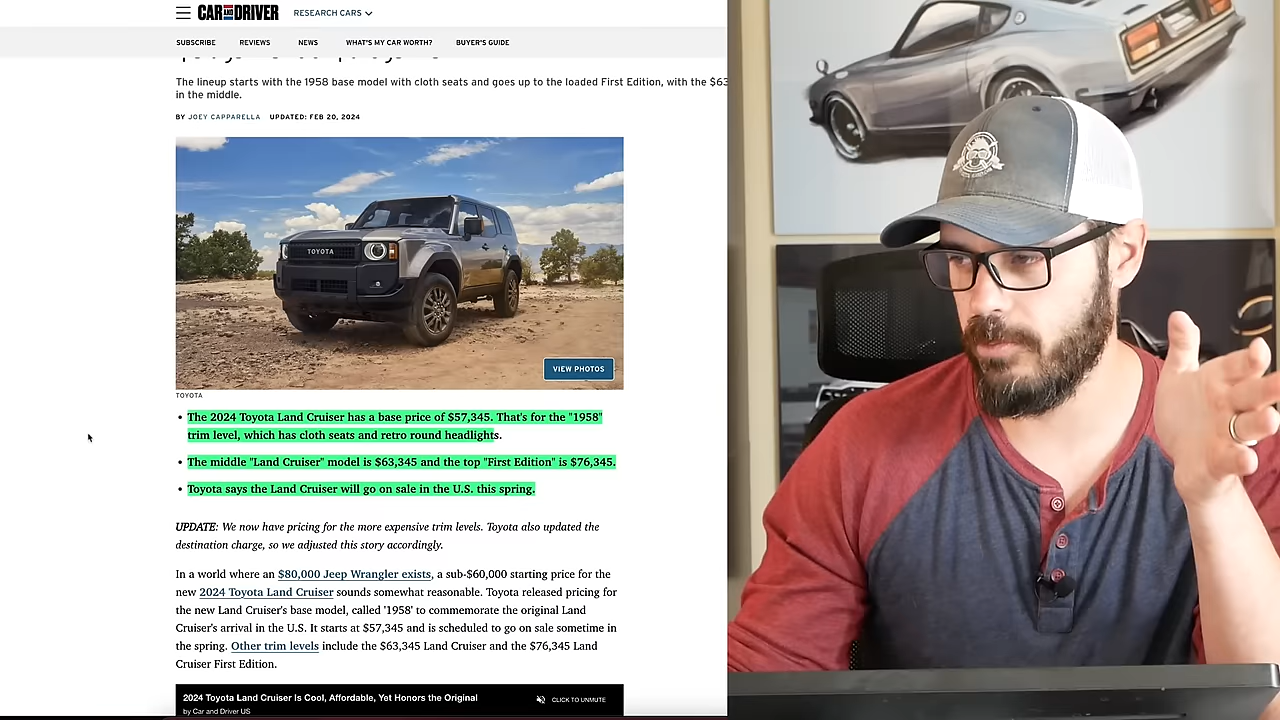 CAR AND DRIVER RESEARCH CARS
SUBSCRIBE REVIEWS NEWS WHAT'S MY CAR WORTH? BUYER'S GUIDE
The lineup starts with the 1958 base model with cloth seats and goes up to the loaded First Edition, with the $63
in the middle.
BY JOEY CAPPARELLA UPDATED: FEB 20, 2024
TOYOTA
VIEW PHOTOS
TOYOTA
• The 2024 Toyota Land Cruiser has a base price of $57,345. That's for the "1958"
trim level, which has cloth seats and retro round headlights.
• The middle "Land Cruiser" model is $63,345 and the top "First Edition" is $76,345.
• Toyota says the Land Cruiser will go on sale in the U.S. this spring.
UPDATE: We now have pricing for the more expensive trim levels. Toyota also updated the
destination charge, so we adjusted this story accordingly.
In a world where an $80,000 Jeep Wrangler exists, a sub-$60,000 starting price for the
new 2024 Toyota Land Cruiser sounds somewhat reasonable. Toyota released pricing for
the new Land Cruiser's base model, called '1958' to commemorate the original Land
Cruiser's arrival in the U.S. It starts at $57,345 and is scheduled to go on sale sometime in
the spring. Other trim levels include the $63,345 Land Cruiser and the $76,345 Land
Cruiser First Edition.
2024 Toyota Land Cruiser Is Cool, Affordable, Yet Honors the Original
CLICK TO UNMUTE
by Car and Driver US